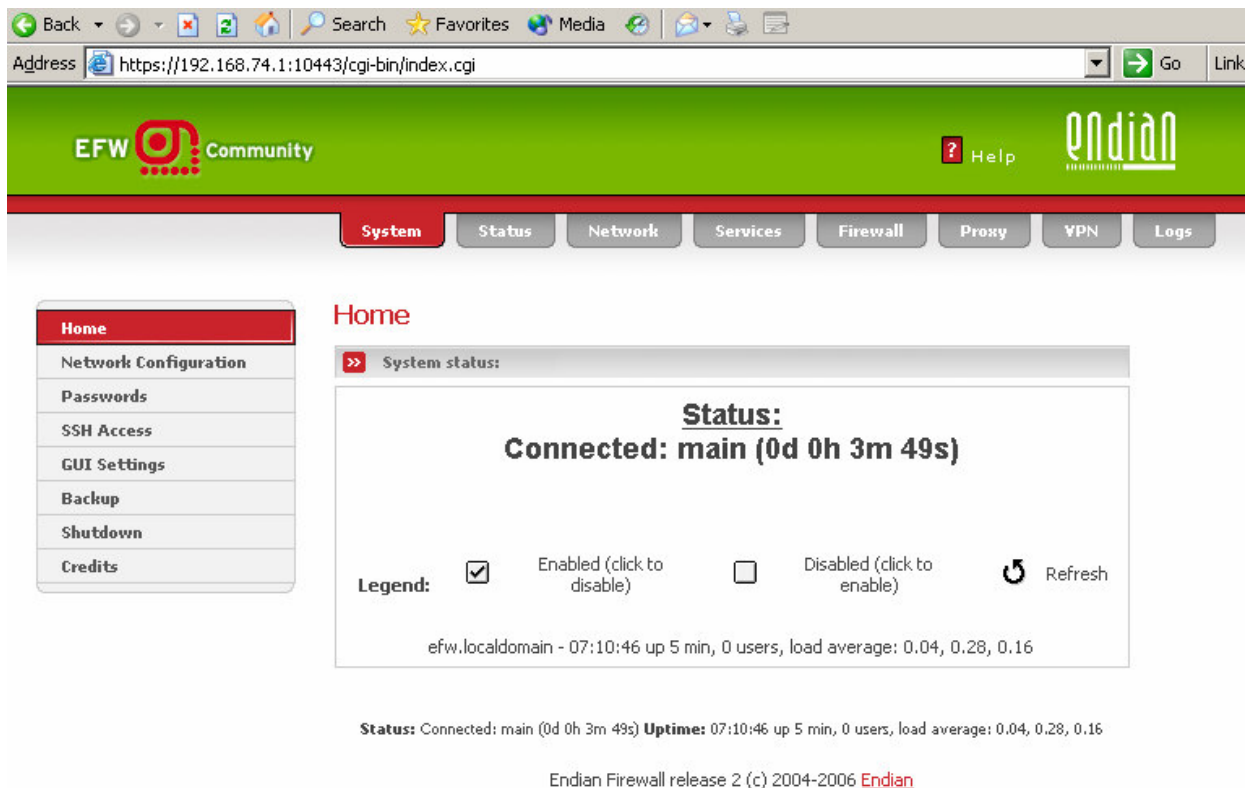 Back Search Favorites Media
Address https://192.168.74.1:10443/cgi-bin/index.cgi Go Link
EFW Community ? Help endian
System Status Network Services Firewall Proxy VPN Logs
Home
Network Configuration
Passwords
SSH Access
GUI Settings
Backup
Shutdown
Credits
Home
System status:
Status:
Connected: main (0d 0h 3m 49s)
Legend: Enabled (click to
disable) Disabled (click to
enable) Refresh
efw.localdomain - 07:10:46 up 5 min, 0 users, load average: 0.04, 0.28, 0.16
Status: Connected: main (0d 0h 3m 49s) Uptime: 07:10:46 up 5 min, 0 users, load average: 0.04, 0.28, 0.16
Endian Firewall release 2 (c) 2004-2006 Endian